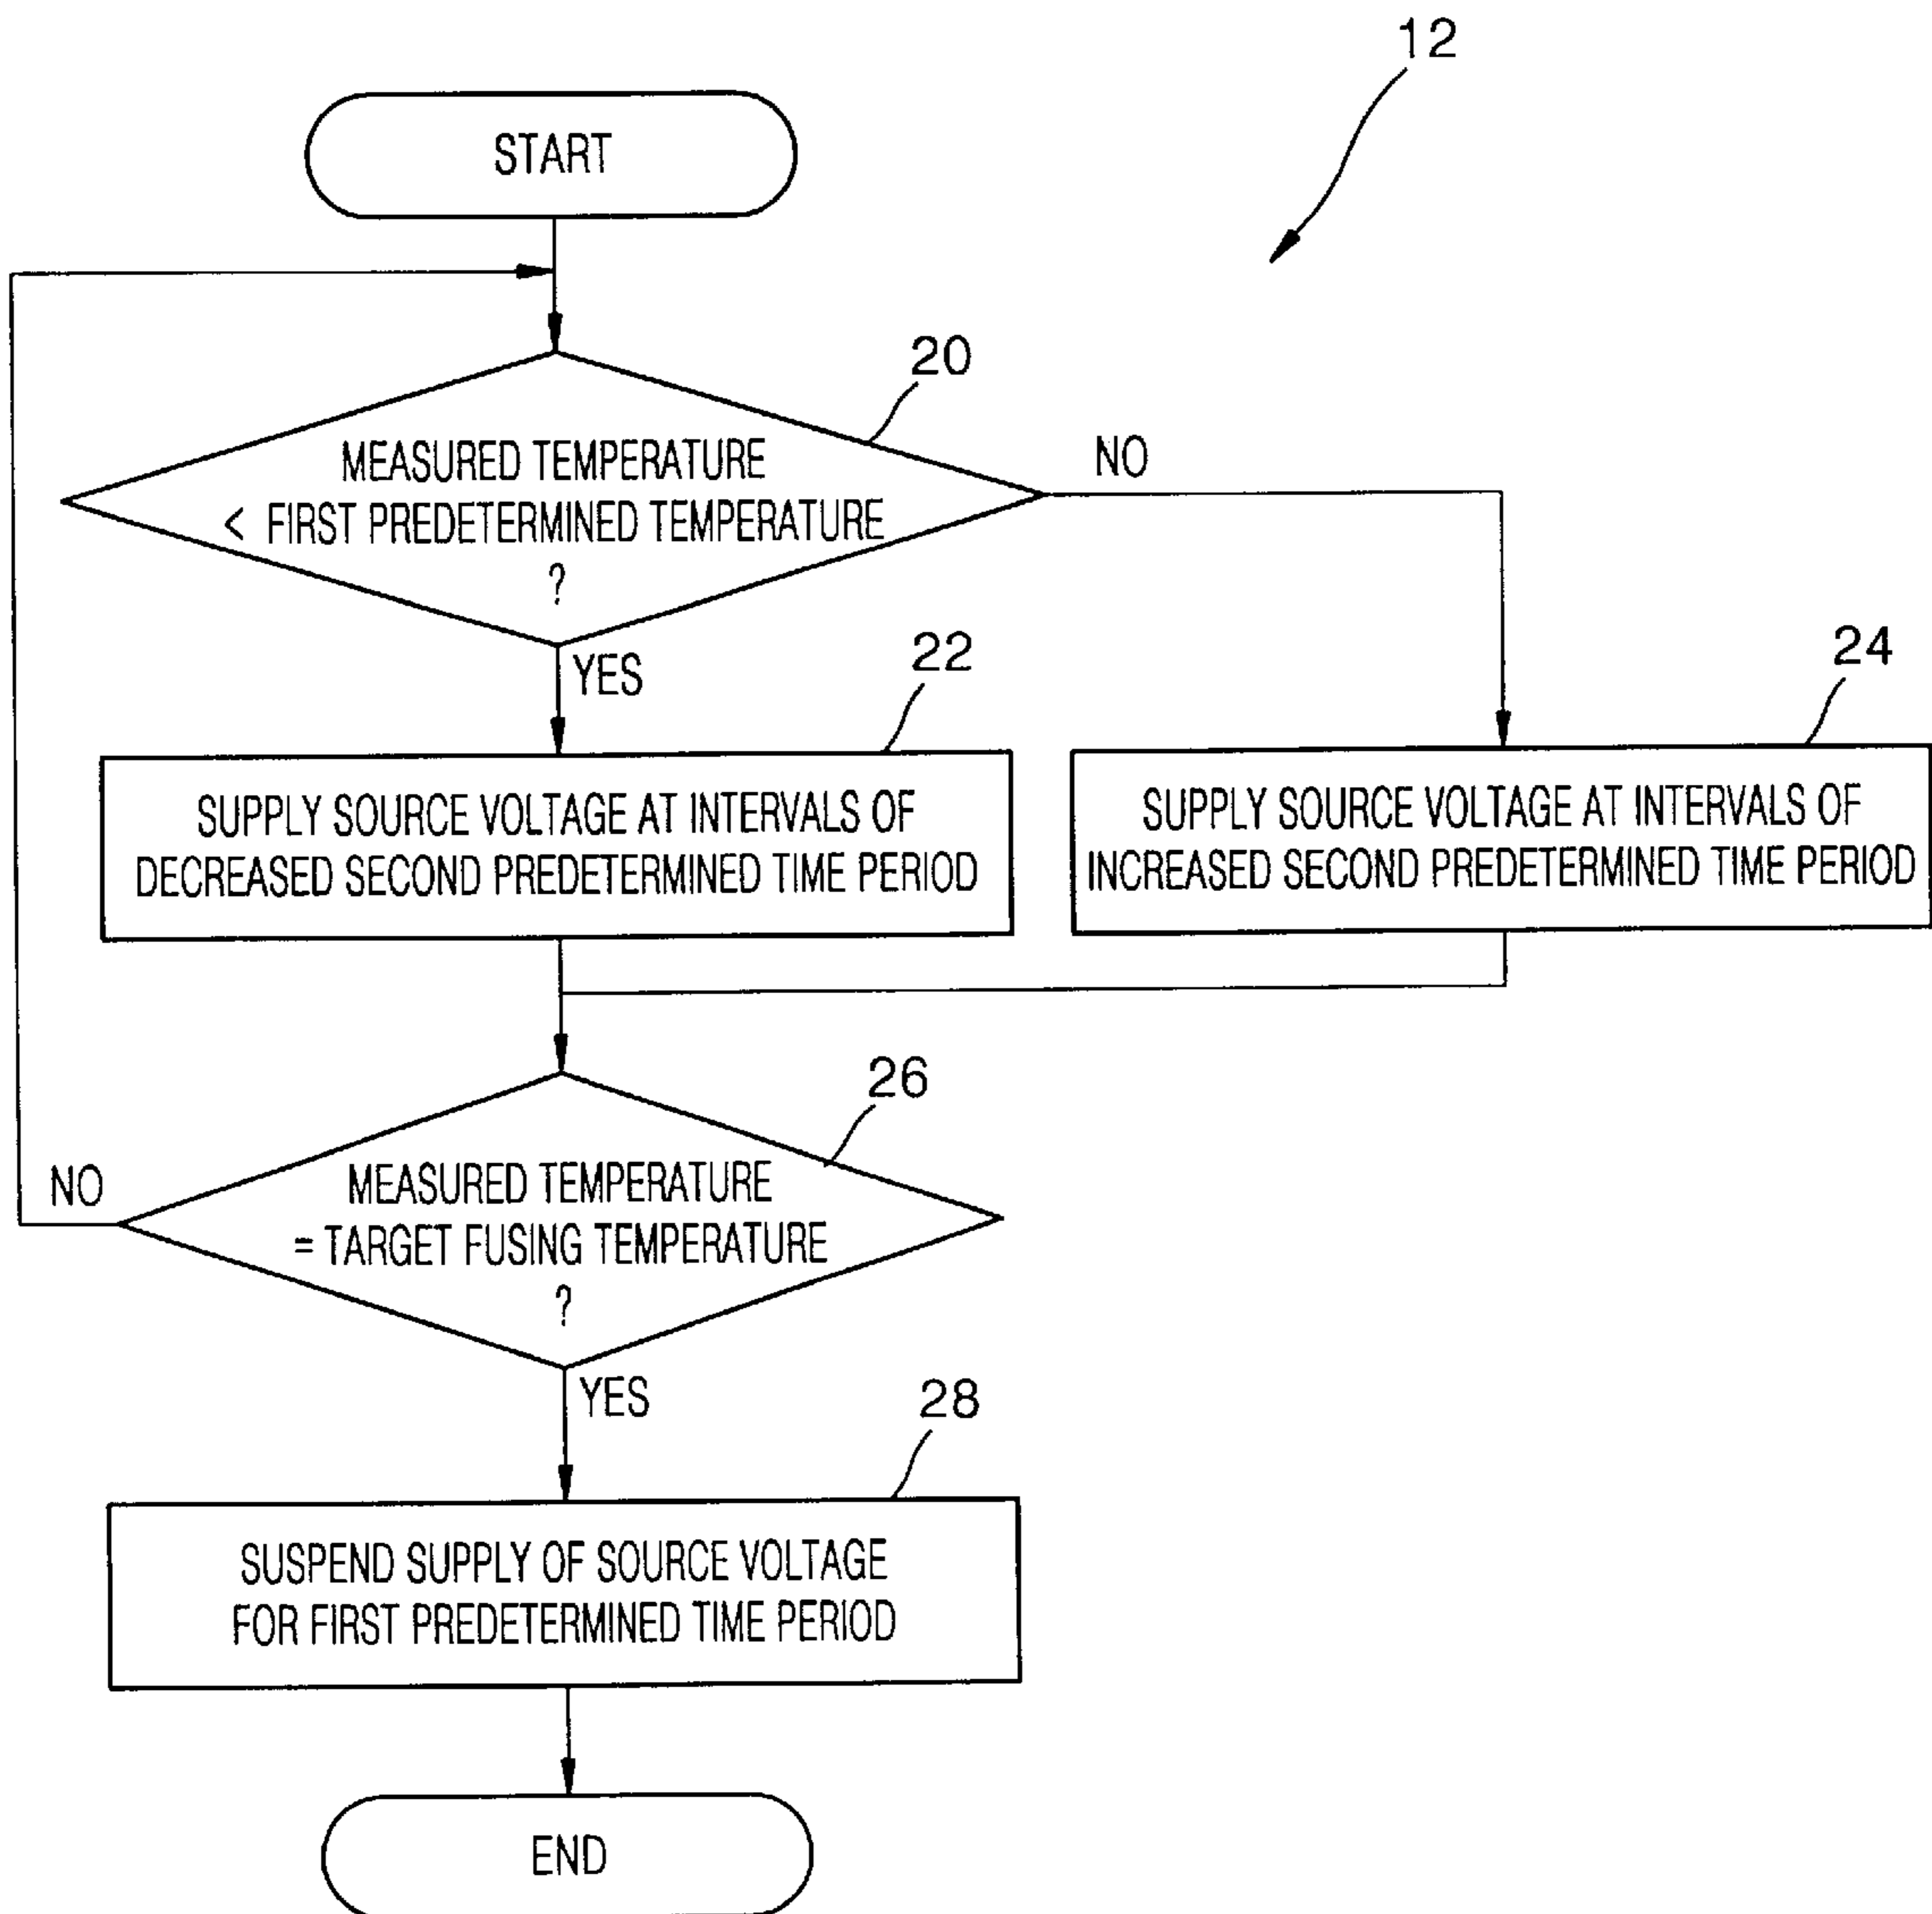 12
START
20
MEASURED TEMPERATURE
< FIRST PREDETERMINED TEMPERATURE
?
NO
YES
22
SUPPLY SOURCE VOLTAGE AT INTERVALS OF
DECREASED SECOND PREDETERMINED TIME PERIOD
24
SUPPLY SOURCE VOLTAGE AT INTERVALS OF
INCREASED SECOND PREDETERMINED TIME PERIOD
26
MEASURED TEMPERATURE
= TARGET FUSING TEMPERATURE
?
NO
YES
28
SUSPEND SUPPLY OF SOURCE VOLTAGE
FOR FIRST PREDETERMINED TIME PERIOD
END